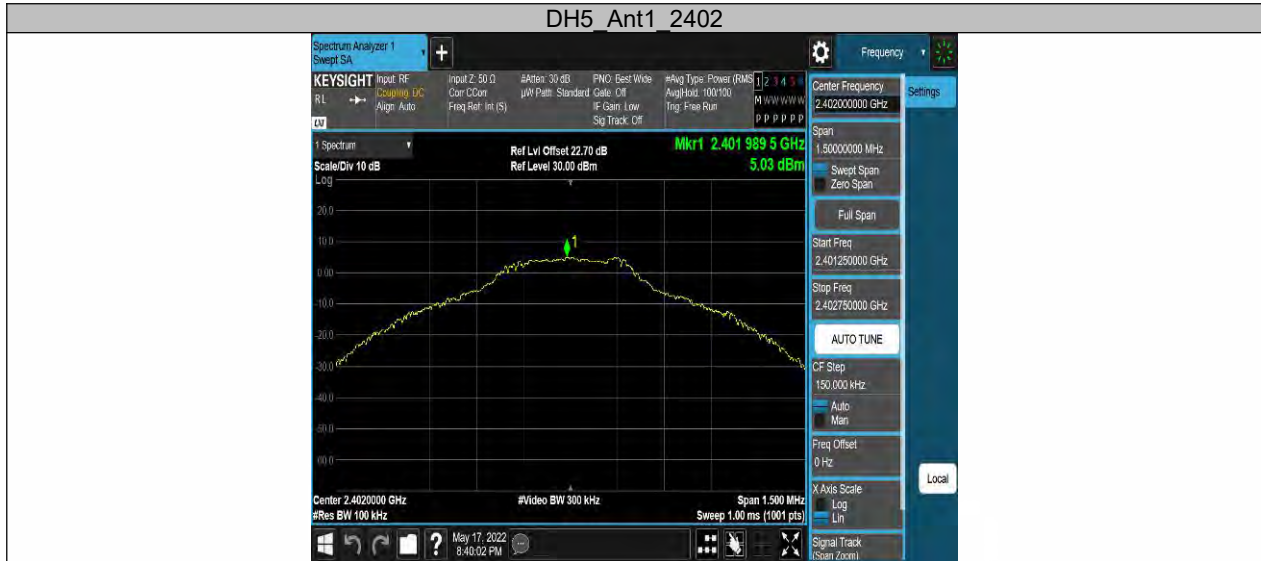 DH5_Ant1_2402
Spectrum Analyzer 1
Swept SA
+
Frequency
KEYSIGHT
RL
Input: RF
Coupling: DC
Align: Auto
Input Z: 50 Ω
Corr CCorr
Freq Ref: Int (S)
#Atten: 30 dB
µW Path: Standard
PNO: Best Wide
Gate: Off
IF Gain: Low
Sig Track: Off
#Avg Type: Power (RMS
Avg|Hold: 100/100
Trig: Free Run
1 2 3 4 5 6
M W W W W W
P P P P P P
1 Spectrum
Scale/Div 10 dB
Log
Ref Lvl Offset 22.70 dB
Ref Level 30.00 dBm
Mkr1 2.401 989 5 GHz
5.03 dBm
20.0
10.0
0.00
-10.0
-20.0
-30.0
-40.0
-50.0
-60.0
1
Center 2.4020000 GHz
#Res BW 100 kHz
#Video BW 300 kHz
Span 1.500 MHz
Sweep 1.00 ms (1001 pts)
?
May 17, 2022
8:40:02 PM
Center Frequency
2.402000000 GHz
Settings
Span
1.50000000 MHz
Swept Span
Zero Span
Full Span
Start Freq
2.401250000 GHz
Stop Freq
2.402750000 GHz
AUTO TUNE
CF Step
150.000 kHz
Auto
Man
Freq Offset
0 Hz
X Axis Scale
Log
Lin
Local
Signal Track
(Span Zoom)